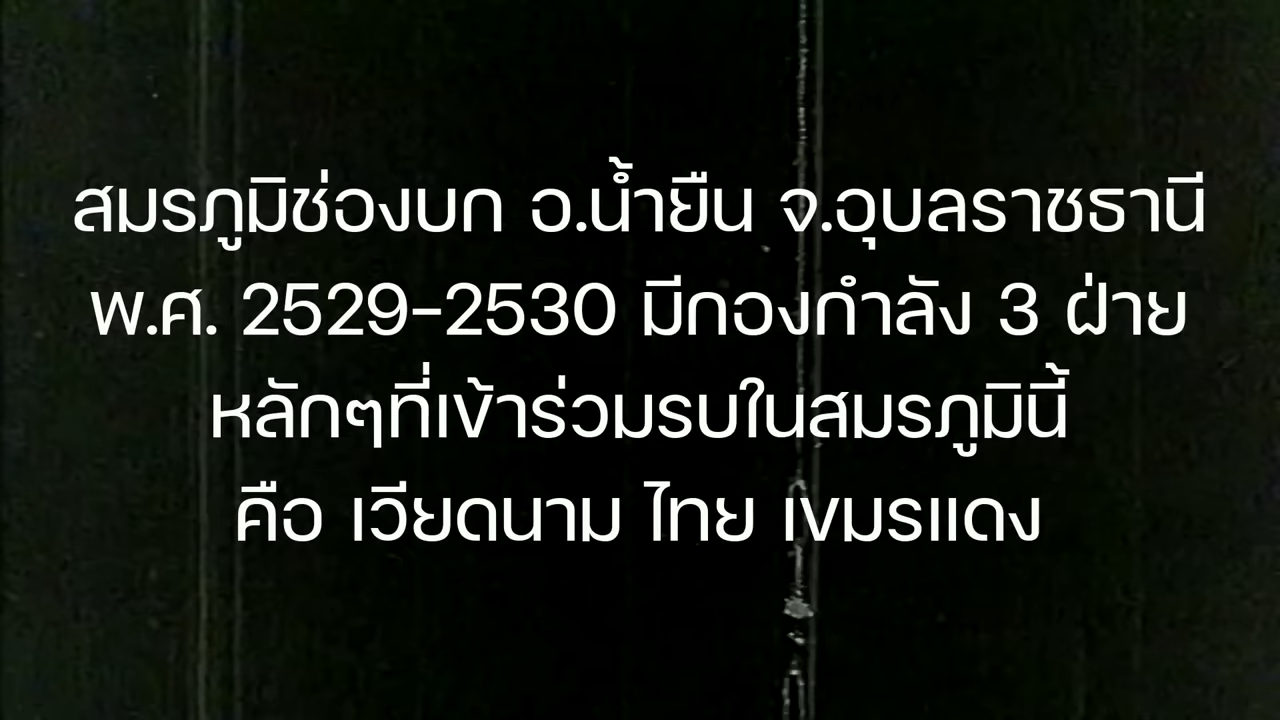 สมรภูมิช่องบก อ.น้ำยืน จ.อุบลราชธานี
พ.ศ. 2529-2530 มีกองกำลัง 3 ฝ่าย
หลักๆที่เข้าร่วมรบในสมรภูมินี้
คือ เวียดนาม ไทย เขมรแดง